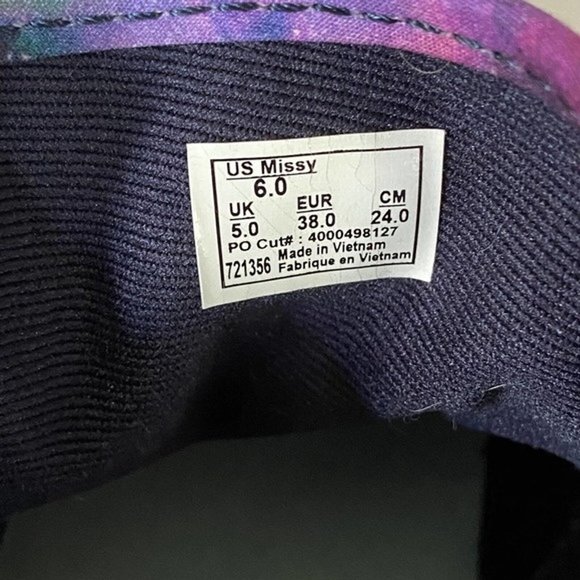 US Missy
6.0
UK EUR CM
5.0 38.0 24.0
PO Cut# : 4000498127
Made in Vietnam
721356 Fabrique en Vietnam